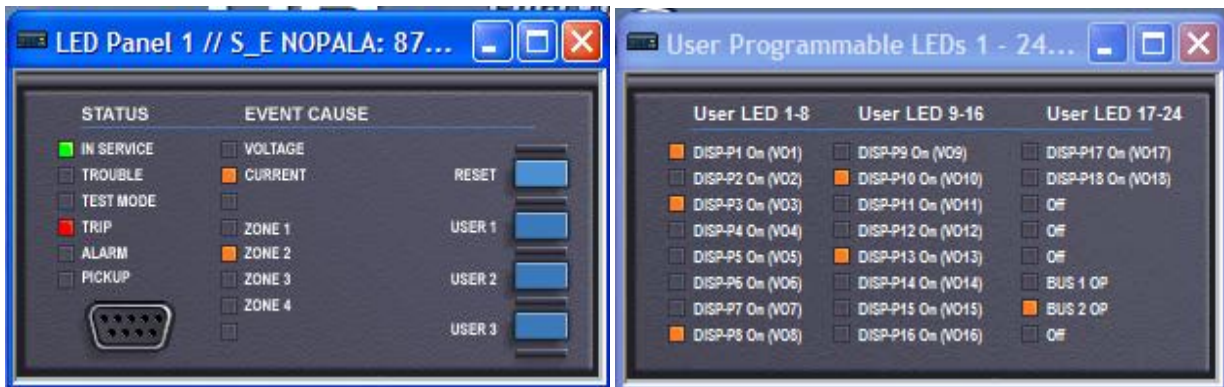 LED Panel 1 // S_E NOPALA: 87...
STATUS EVENT CAUSE
IN SERVICE VOLTAGE
TROUBLE CURRENT RESET
TEST MODE
TRIP ZONE 1 USER 1
ALARM ZONE 2
PICKUP ZONE 3 USER 2
ZONE 4
USER 3
User Programmable LEDs 1 - 24...
User LED 1-8 User LED 9-16 User LED 17-24
DISP-P1 On (VO1) DISP-P9 On (VO9) DISP-P17 On (VO17)
DISP-P2 On (VO2) DISP-P10 On (VO10) DISP-P18 On (VO18)
DISP-P3 On (VO3) DISP-P11 On (VO11) Off
DISP-P4 On (VO4) DISP-P12 On (VO12) Off
DISP-P5 On (VO5) DISP-P13 On (VO13) Off
DISP-P6 On (VO6) DISP-P14 On (VO14) BUS 1 OP
DISP-P7 On (VO7) DISP-P15 On (VO15) BUS 2 OP
DISP-P8 On (VO8) DISP-P16 On (VO16) Off